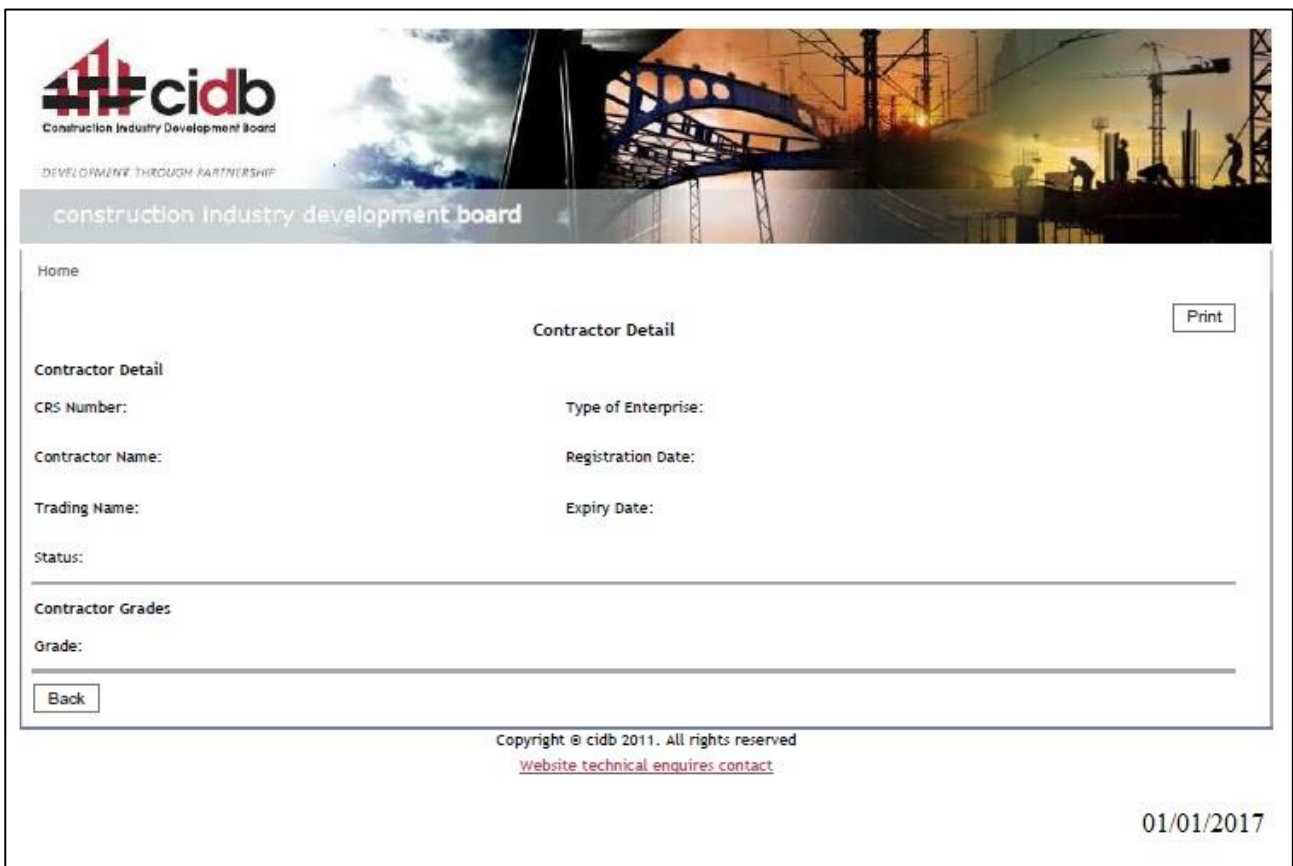 cidb
Construction Industry Development Board
DEVELOPMENT THROUGH PARTNERSHIP
construction industry development board
Home
Print
Contractor Detail
Contractor Detail
CRS Number:
Type of Enterprise:
Contractor Name:
Registration Date:
Trading Name:
Expiry Date:
Status:
Contractor Grades
Grade:
Back
Copyright © cidb 2011. All rights reserved
Website technical enquires contact
01/01/2017